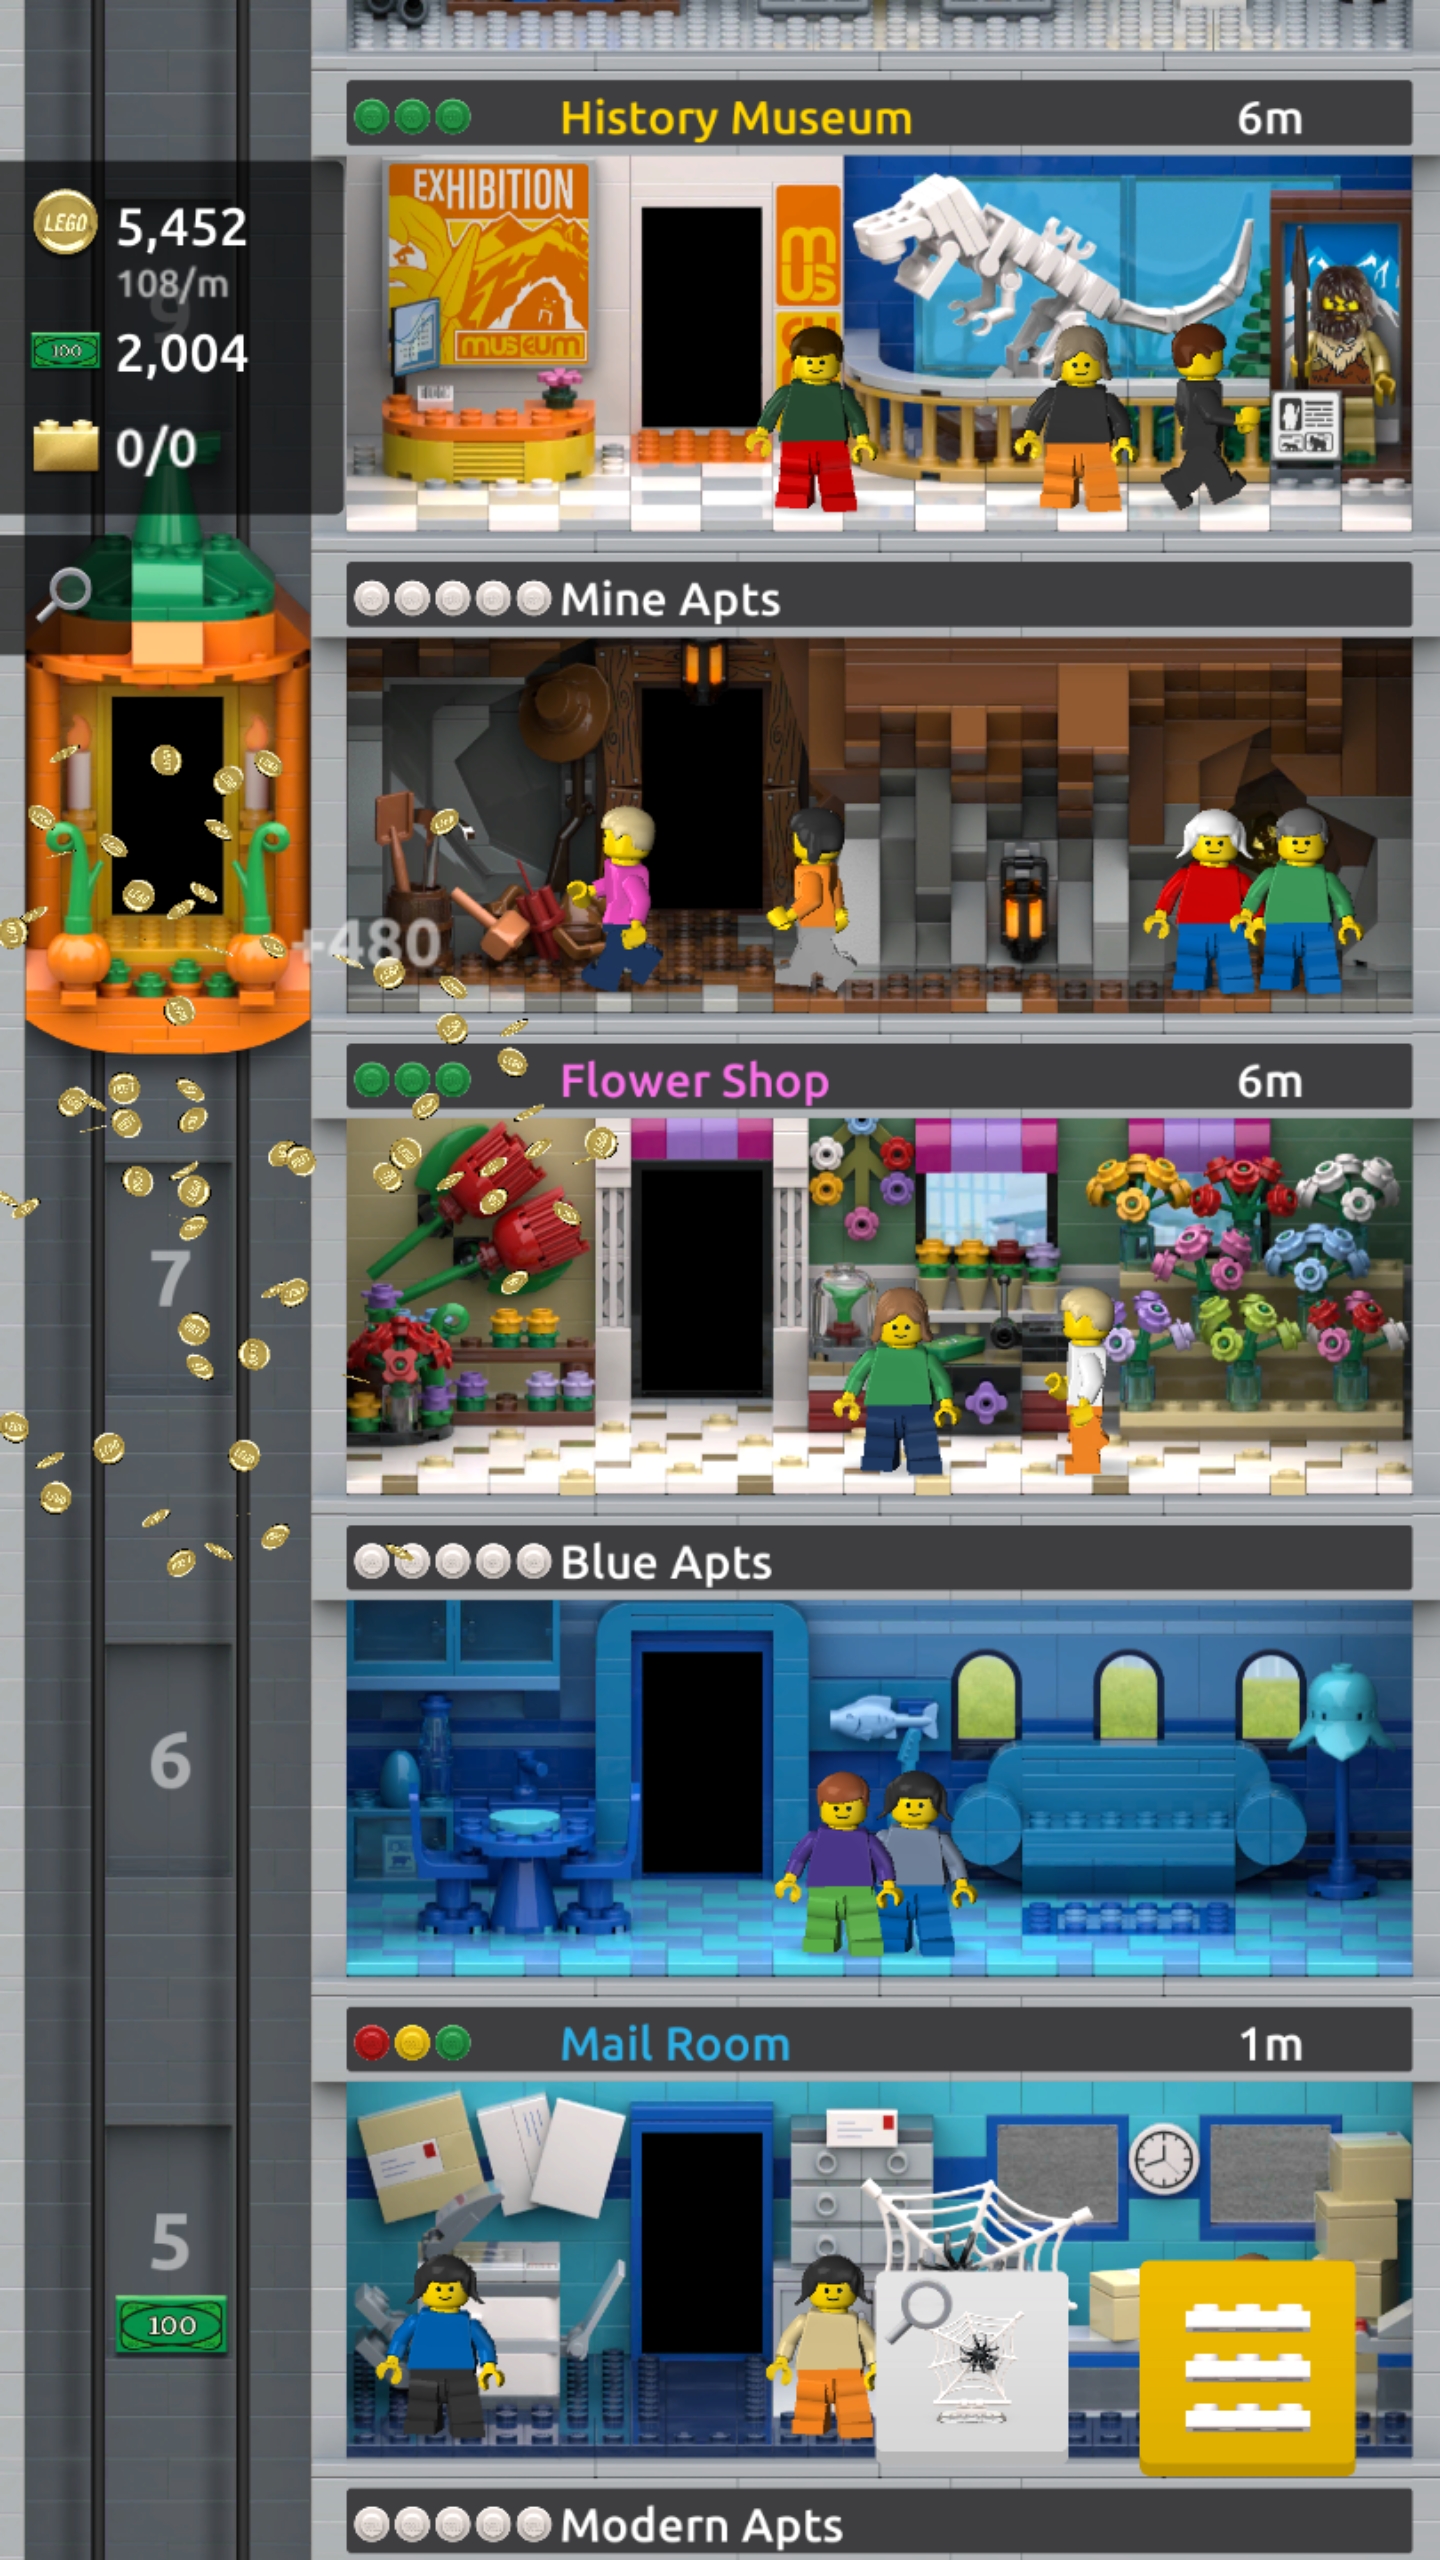 History Museum 6m
EXHIBITION
mus
museum
LEGO 5,452
108/m
9
100 2,004
0/0
Mine Apts
+480
Flower Shop 6m
7
Blue Apts
6
Mail Room 1m
5
100
Modern Apts